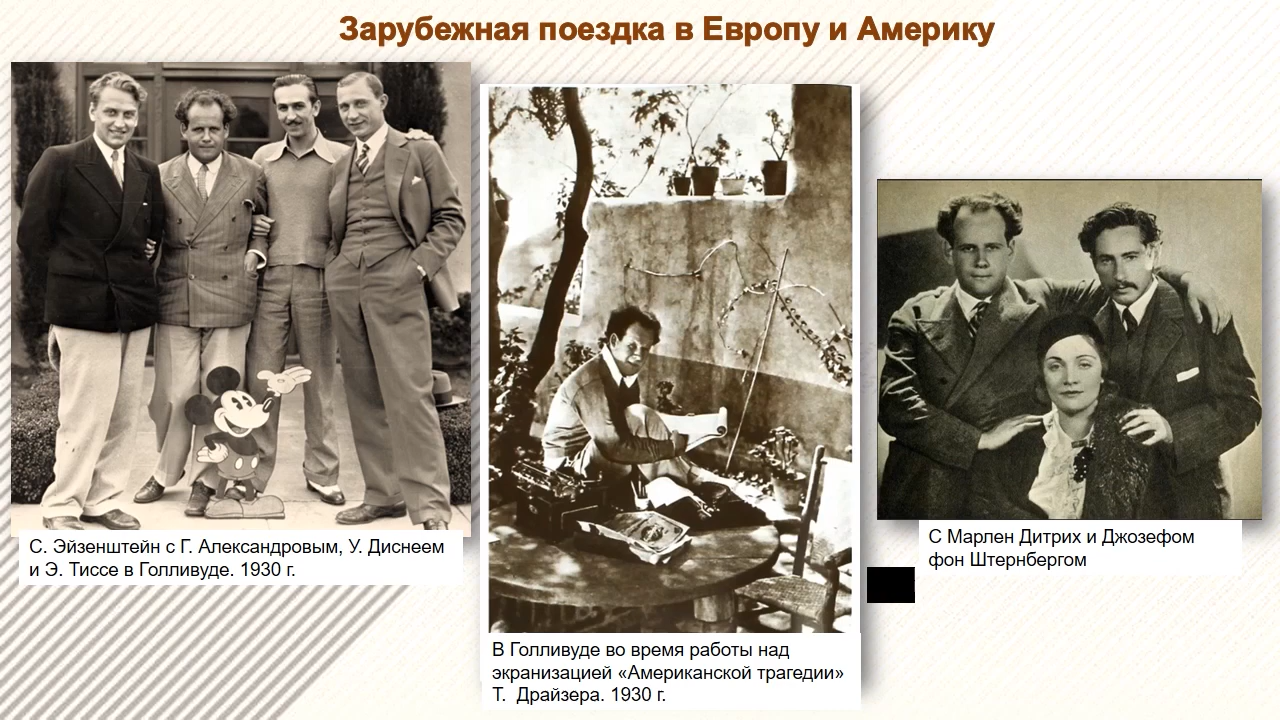 Зарубежная поездка в Европу и Америку
С. Эйзенштейн с Г. Александровым, У. Диснеем
и Э. Тиссе в Голливуде. 1930 г.
В Голливуде во время работы над
экранизацией «Американской трагедии»
Т. Драйзера. 1930 г.
С Марлен Дитрих и Джозефом
фон Штернбергом